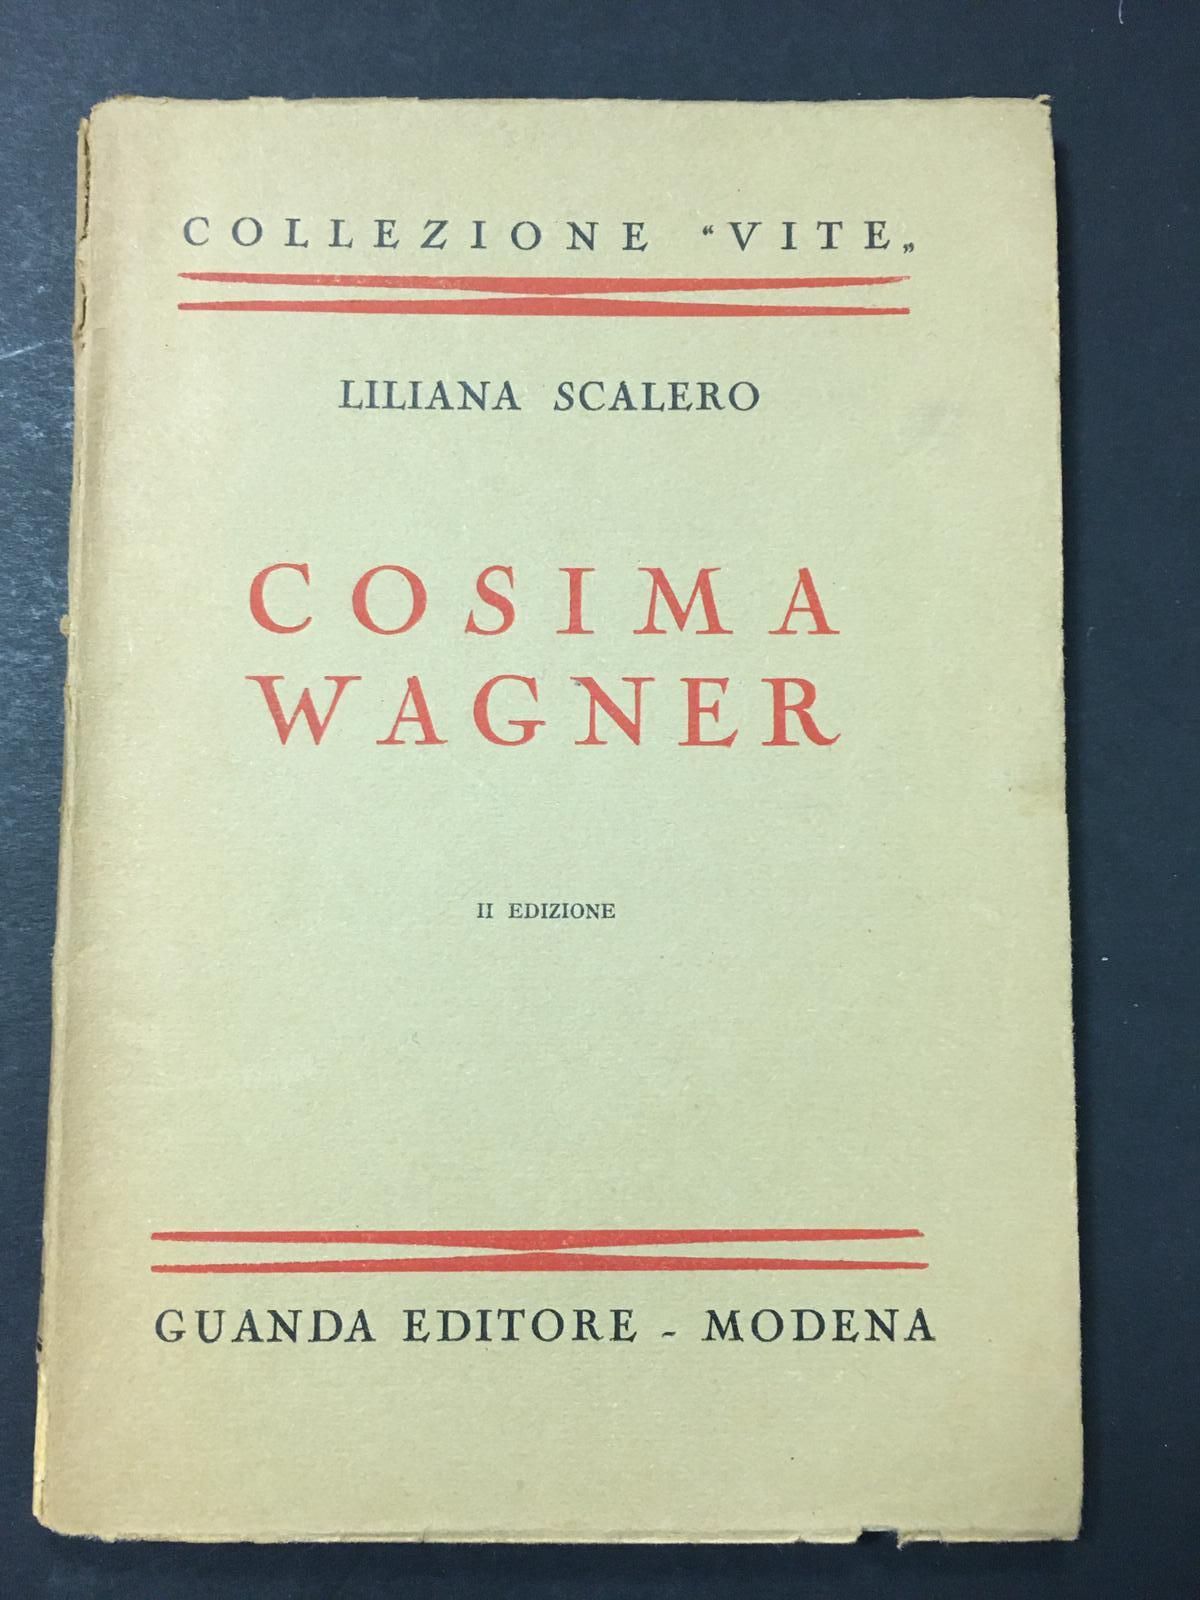 COLLEZIONE “VITE„
LILIANA SCALERO
COSIMA
WAGNER
II EDIZIONE
GUANDA EDITORE - MODENA